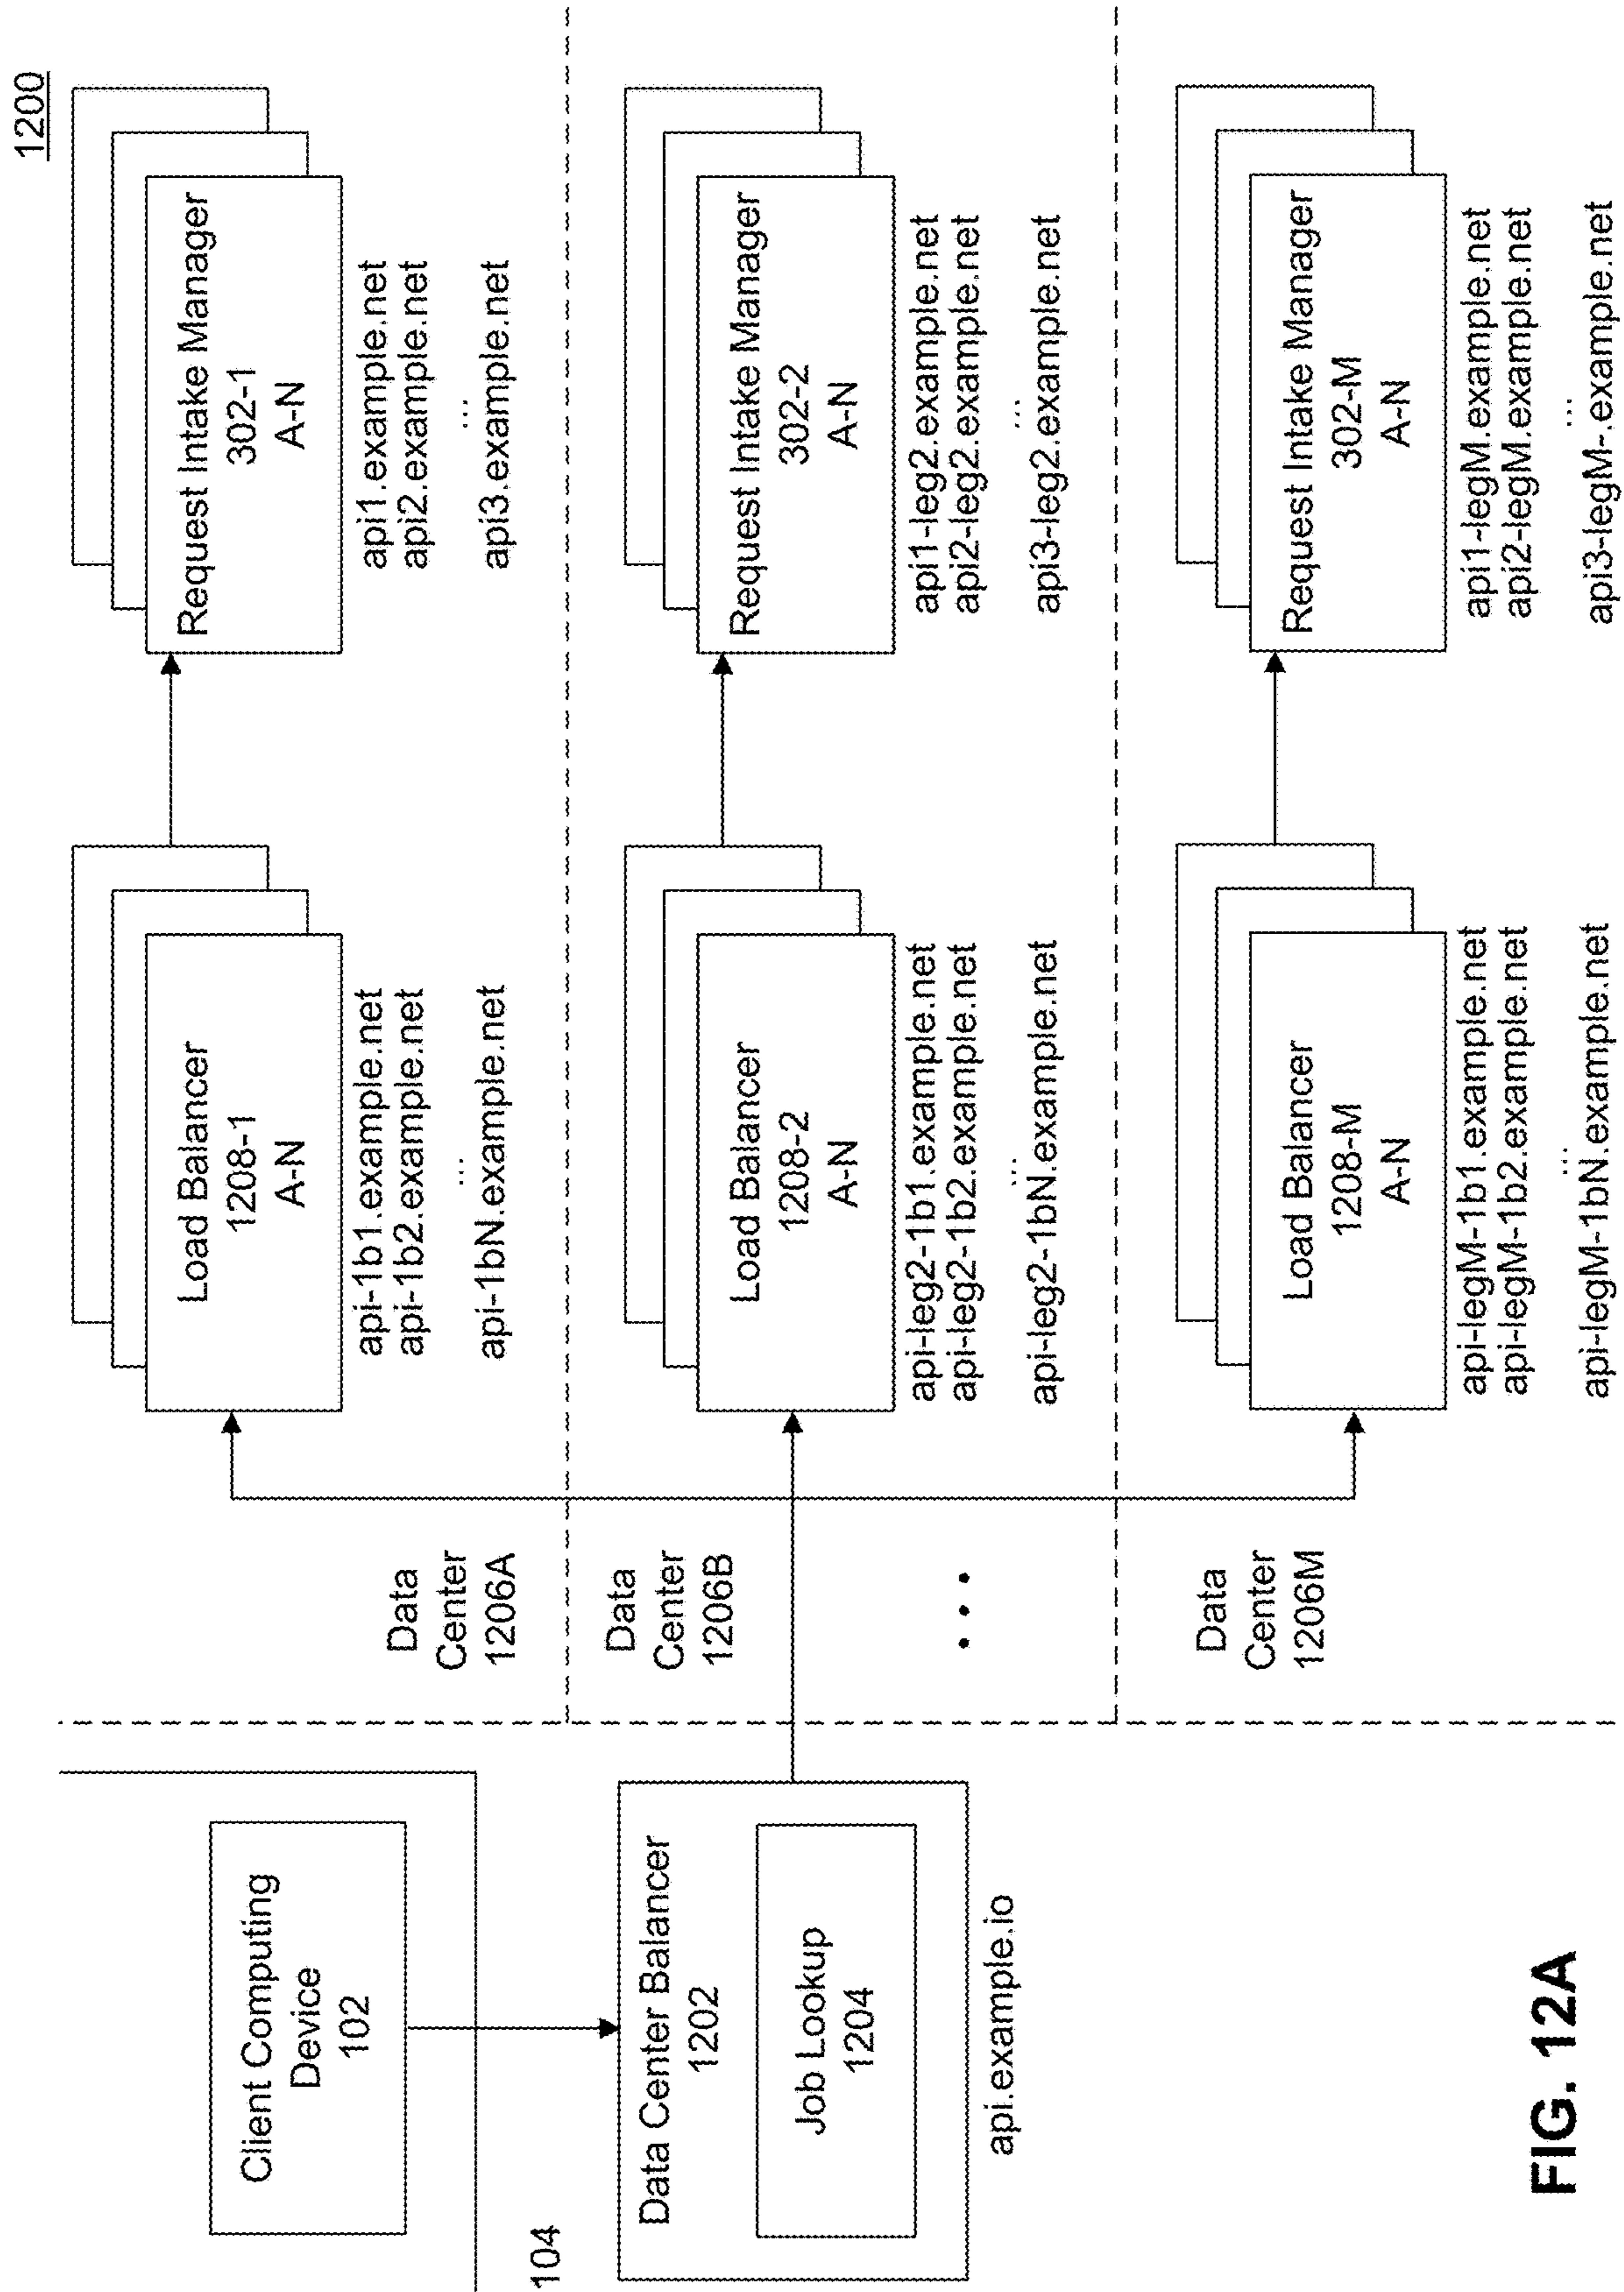 1200
Client Computing
Device
102
104
Data Center Balancer
1202
Job Lookup
1204
api.example.io
Data
Center
1206A
Load Balancer
1208-1
A-N
api-1b1.example.net
api-1b2.example.net
...
api-1bN.example.net
Request Intake Manager
302-1
A-N
api1.example.net
api2.example.net
...
api3.example.net
Data
Center
1206B
Load Balancer
1208-2
A-N
api-leg2-1b1.example.net
api-leg2-1b2.example.net
...
api-leg2-1bN.example.net
Request Intake Manager
302-2
A-N
api1-leg2.example.net
api2-leg2.example.net
...
api3-leg2.example.net
• • •
Data
Center
1206M
Load Balancer
1208-M
A-N
api-legM-1b1.example.net
api-legM-1b2.example.net
...
api-legM-1bN.example.net
Request Intake Manager
302-M
A-N
api1-legM.example.net
api2-legM.example.net
...
api3-legM-.example.net
FIG. 12A